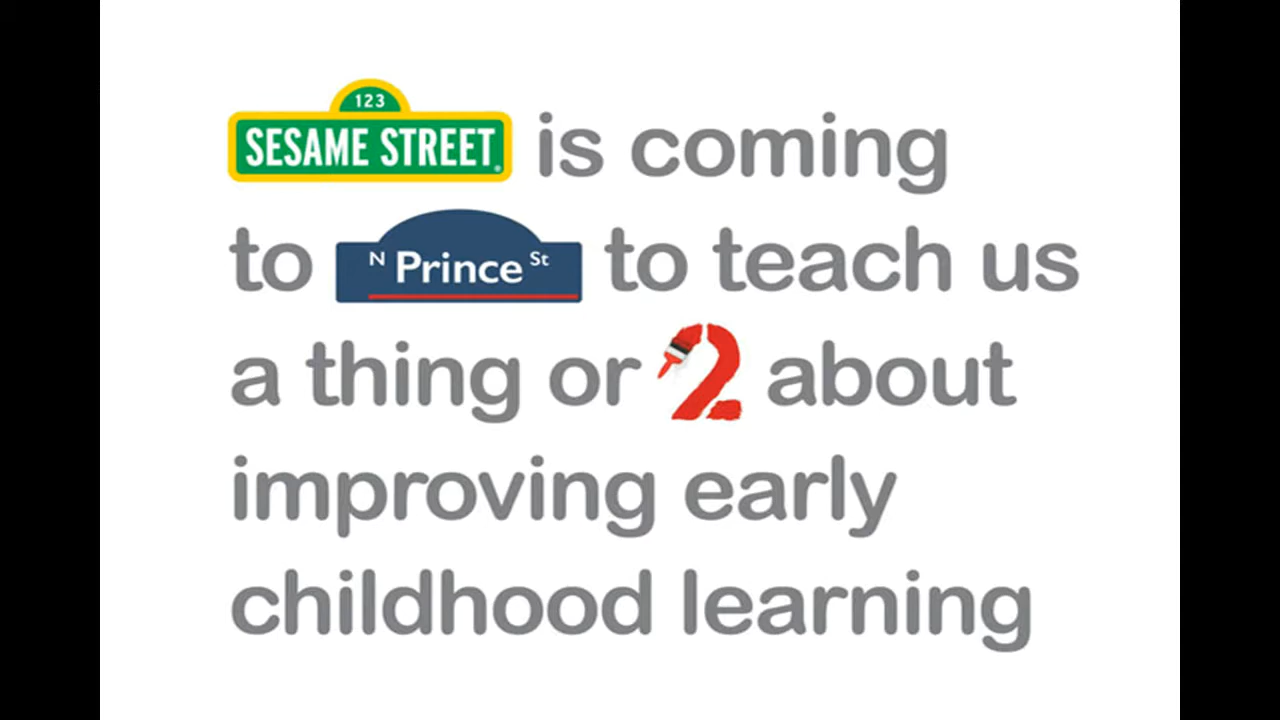 123
SESAME STREET® is coming
to N Prince St to teach us
a thing or 2 about
improving early
childhood learning